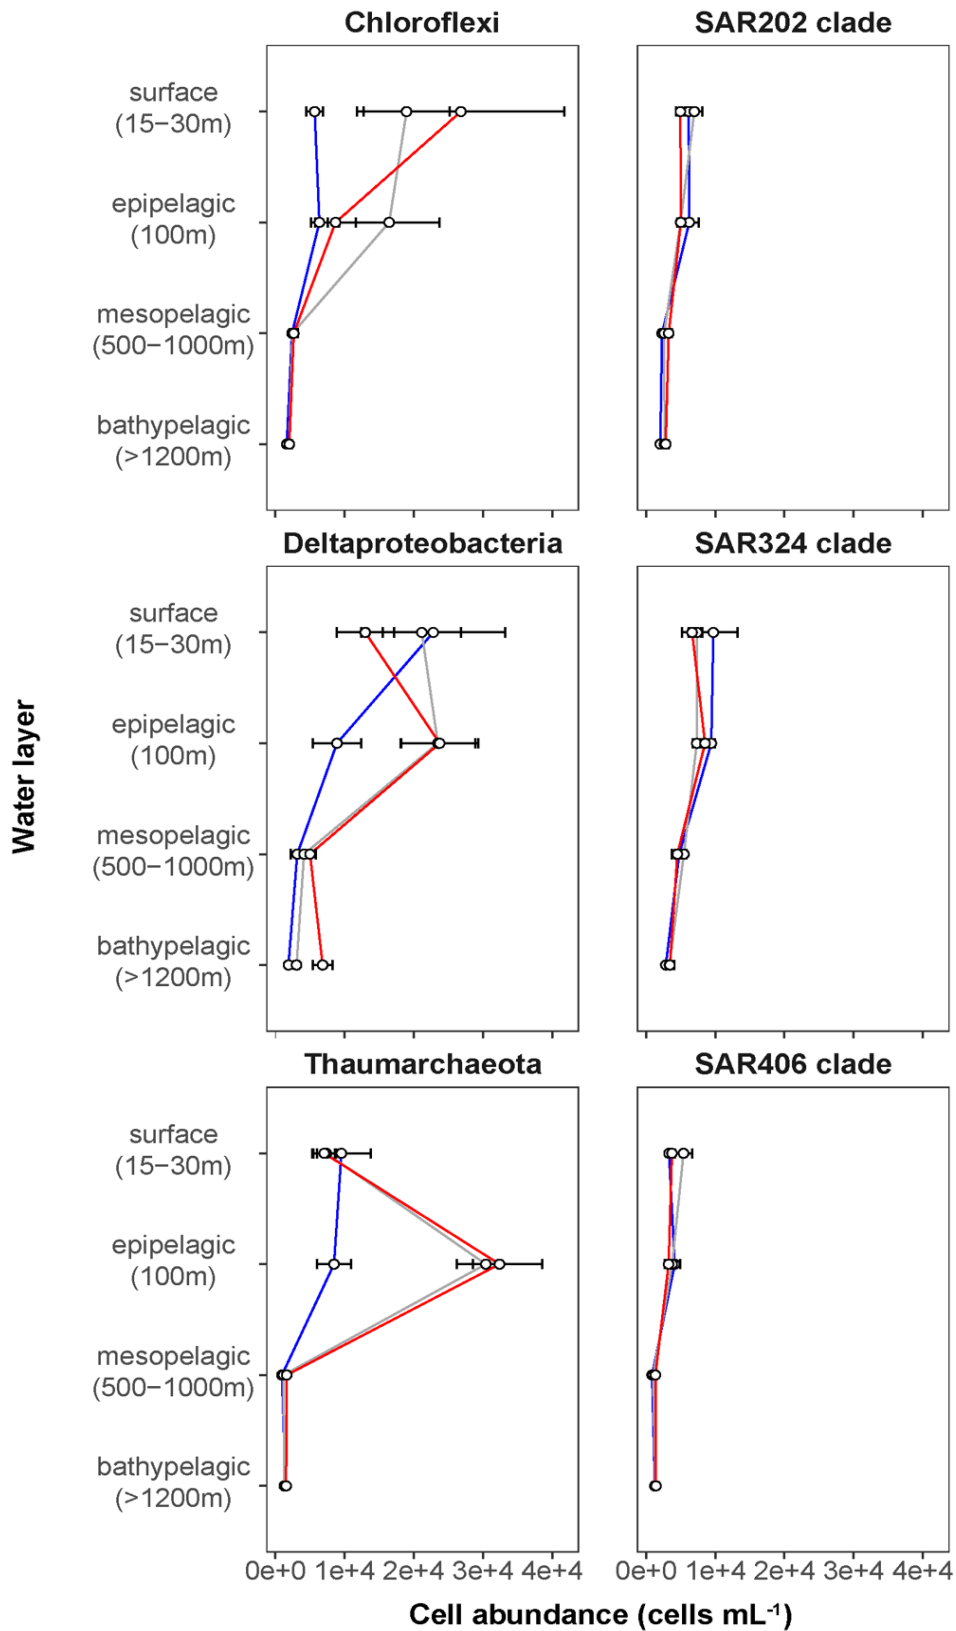 Chloroflexi
SAR202 clade
surface
(15−30m)
epipelagic
(100m)
mesopelagic
(500−1000m)
bathypelagic
(>1200m)
Deltaproteobacteria
SAR324 clade
surface
(15−30m)
epipelagic
(100m)
mesopelagic
(500−1000m)
bathypelagic
(>1200m)
Water layer
Thaumarchaeota
SAR406 clade
surface
(15−30m)
epipelagic
(100m)
mesopelagic
(500−1000m)
bathypelagic
(>1200m)
0e+0 1e+4 2e+4 3e+4 4e+4
0e+0 1e+4 2e+4 3e+4 4e+4
Cell abundance (cells mL⁻¹)